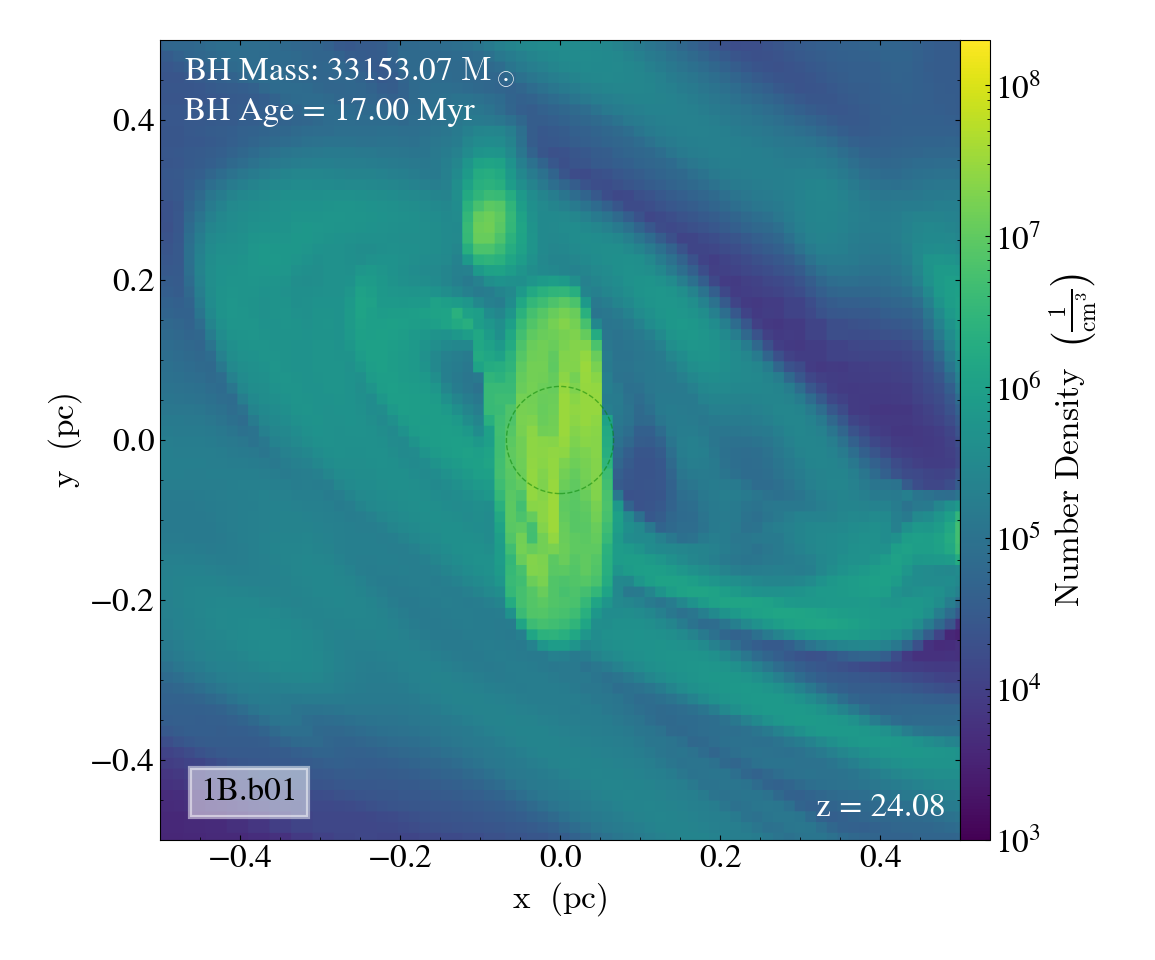 BH Mass: 33153.07 M⊙
BH Age = 17.00 Myr
1B.b01
z = 24.08
0.4
0.2
0.0
−0.2
−0.4
y (pc)
−0.4
−0.2
0.0
0.2
0.4
x (pc)
10⁸
10⁷
10⁶
10⁵
10⁴
10³
Number Density (1/cm³)